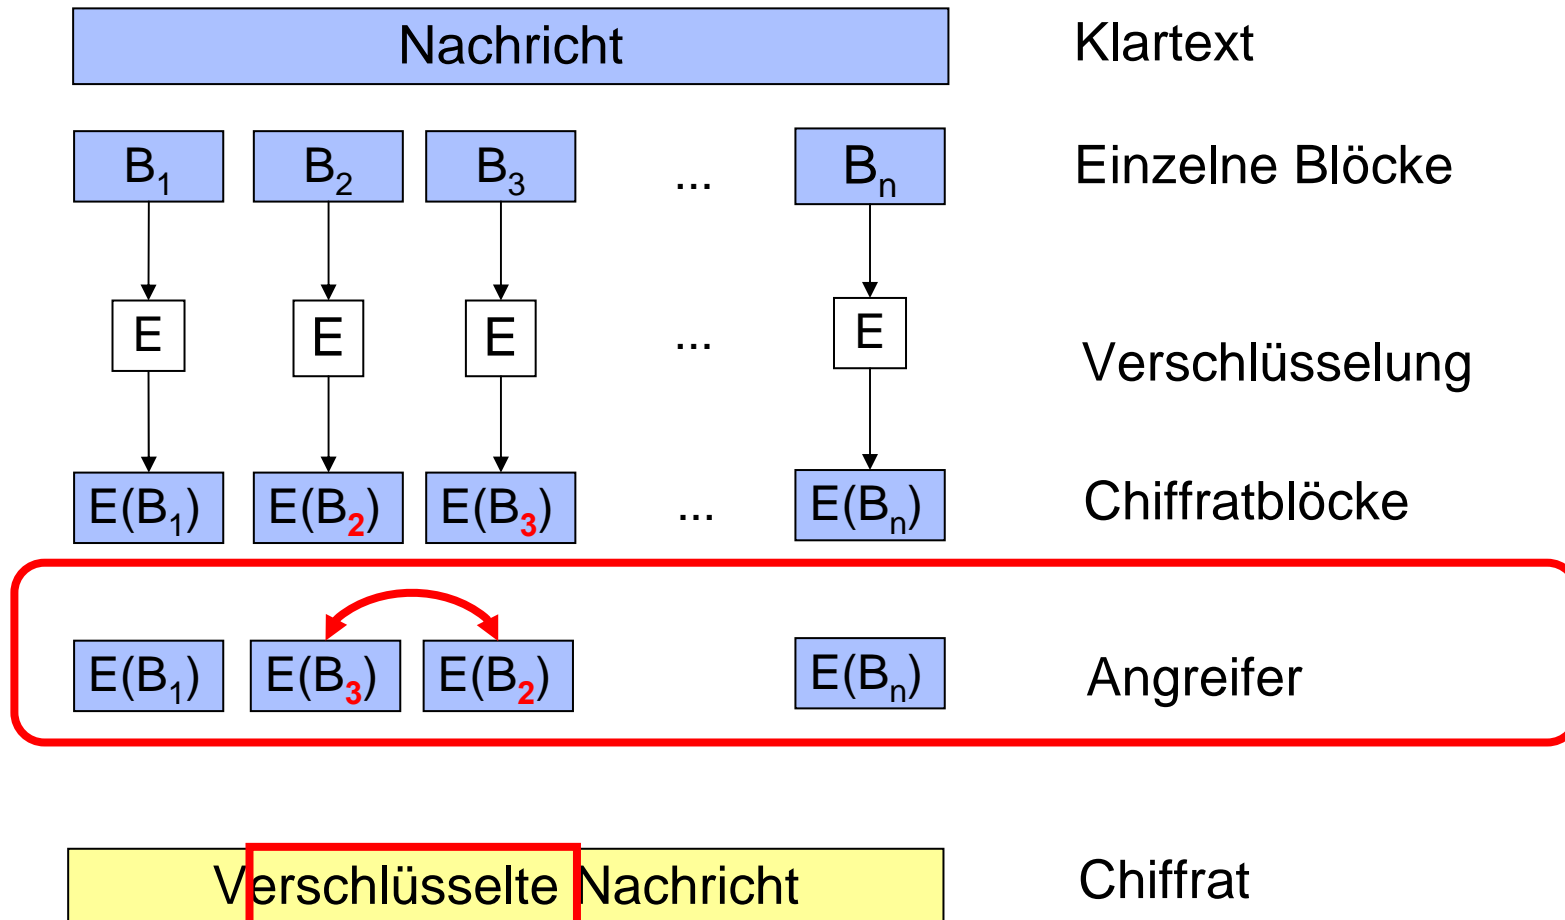 Nachricht Klartext
B₁ B₂ B₃ ... Bₙ Einzelne Blöcke
E E E ... E Verschlüsselung
E(B₁) E(B₂) E(B₃) ... E(Bₙ) Chiffratblöcke
E(B₁) E(B₃) E(B₂) E(Bₙ) Angreifer
Verschlüsselte Nachricht Chiffrat